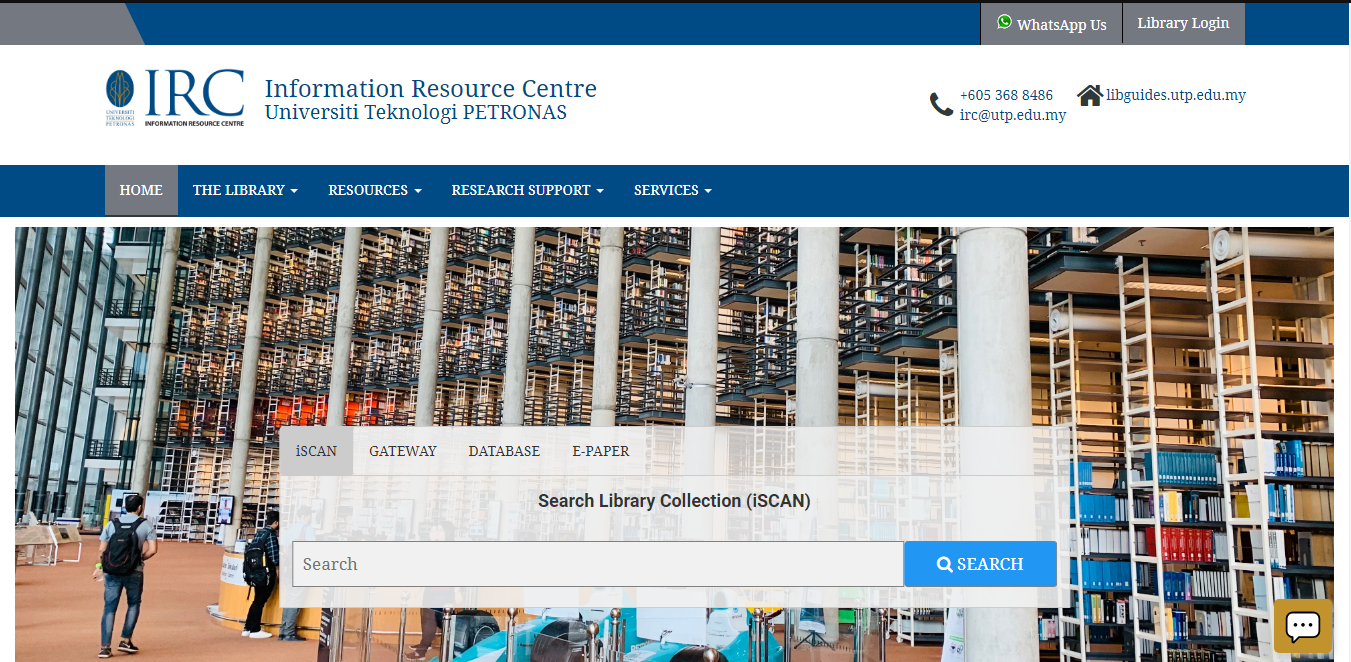 WhatsApp Us
Library Login
UNIVERSITI
TEKNOLOGI
PETRONAS
IRC
INFORMATION RESOURCE CENTRE
Information Resource Centre
Universiti Teknologi PETRONAS
+605 368 8486
irc@utp.edu.my
libguides.utp.edu.my
HOME
THE LIBRARY
RESOURCES
RESEARCH SUPPORT
SERVICES
iSCAN
GATEWAY
DATABASE
E-PAPER
Search Library Collection (iSCAN)
Search
SEARCH